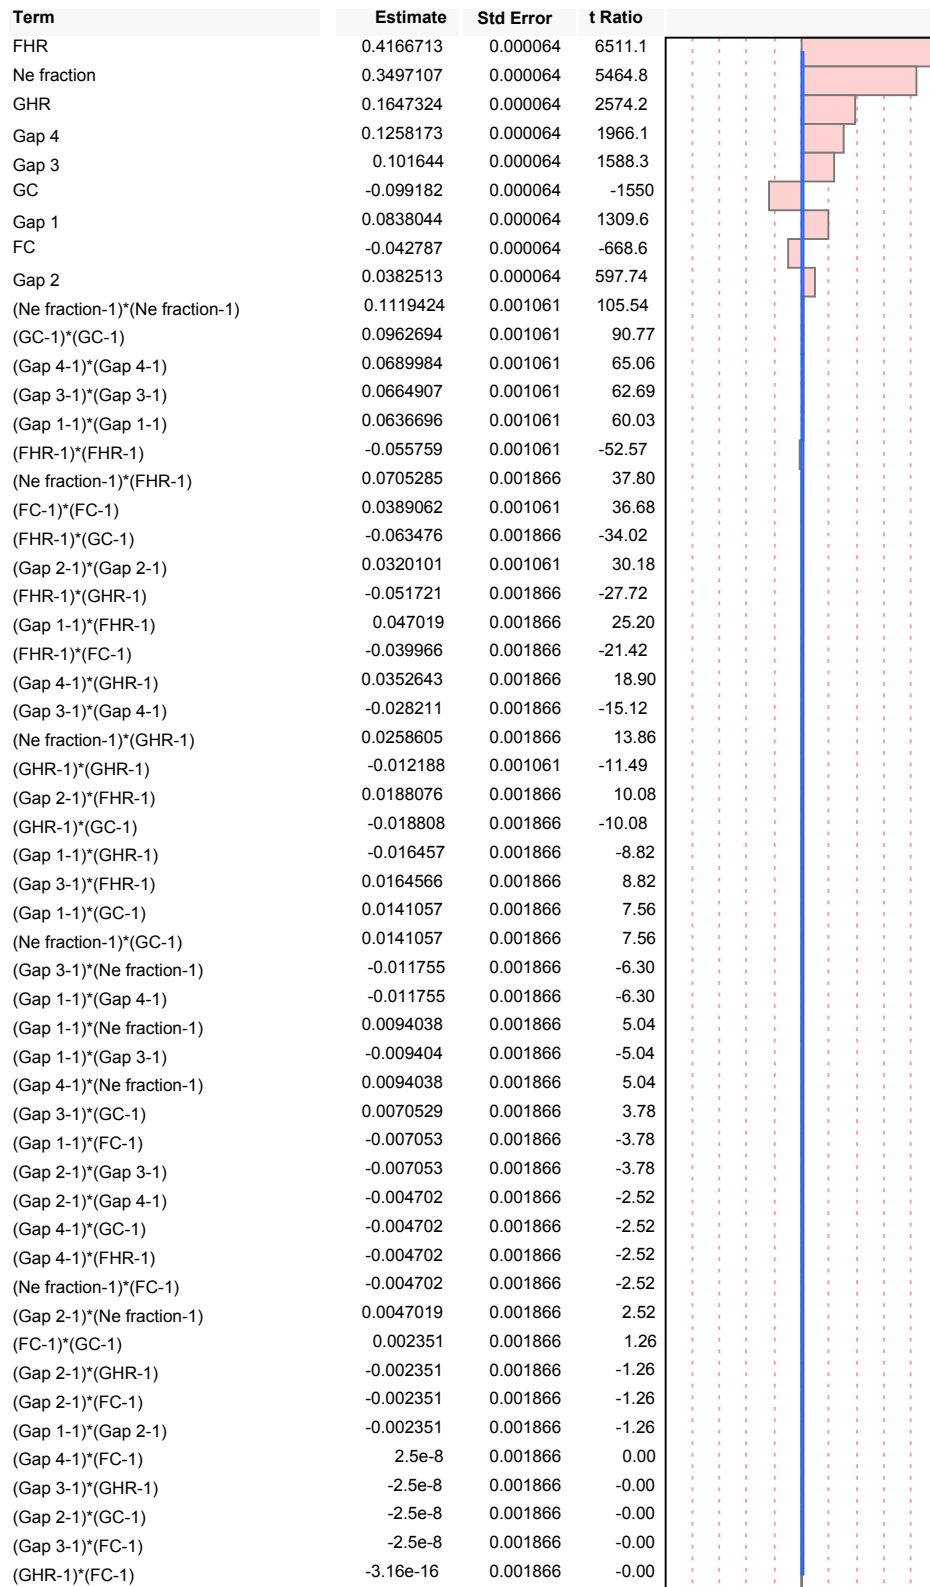 Term Estimate Std Error t Ratio
FHR 0.4166713 0.000064 6511.1
Ne fraction 0.3497107 0.000064 5464.8
GHR 0.1647324 0.000064 2574.2
Gap 4 0.1258173 0.000064 1966.1
Gap 3 0.101644 0.000064 1588.3
GC -0.099182 0.000064 -1550
Gap 1 0.0838044 0.000064 1309.6
FC -0.042787 0.000064 -668.6
Gap 2 0.0382513 0.000064 597.74
(Ne fraction-1)*(Ne fraction-1) 0.1119424 0.001061 105.54
(GC-1)*(GC-1) 0.0962694 0.001061 90.77
(Gap 4-1)*(Gap 4-1) 0.0689984 0.001061 65.06
(Gap 3-1)*(Gap 3-1) 0.0664907 0.001061 62.69
(Gap 1-1)*(Gap 1-1) 0.0636696 0.001061 60.03
(FHR-1)*(FHR-1) -0.055759 0.001061 -52.57
(Ne fraction-1)*(FHR-1) 0.0705285 0.001866 37.80
(FC-1)*(FC-1) 0.0389062 0.001061 36.68
(FHR-1)*(GC-1) -0.063476 0.001866 -34.02
(Gap 2-1)*(Gap 2-1) 0.0320101 0.001061 30.18
(FHR-1)*(GHR-1) -0.051721 0.001866 -27.72
(Gap 1-1)*(FHR-1) 0.047019 0.001866 25.20
(FHR-1)*(FC-1) -0.039966 0.001866 -21.42
(Gap 4-1)*(GHR-1) 0.0352643 0.001866 18.90
(Gap 3-1)*(Gap 4-1) -0.028211 0.001866 -15.12
(Ne fraction-1)*(GHR-1) 0.0258605 0.001866 13.86
(GHR-1)*(GHR-1) -0.012188 0.001061 -11.49
(Gap 2-1)*(FHR-1) 0.0188076 0.001866 10.08
(GHR-1)*(GC-1) -0.018808 0.001866 -10.08
(Gap 1-1)*(GHR-1) -0.016457 0.001866 -8.82
(Gap 3-1)*(FHR-1) 0.0164566 0.001866 8.82
(Gap 1-1)*(GC-1) 0.0141057 0.001866 7.56
(Ne fraction-1)*(GC-1) 0.0141057 0.001866 7.56
(Gap 3-1)*(Ne fraction-1) -0.011755 0.001866 -6.30
(Gap 1-1)*(Gap 4-1) -0.011755 0.001866 -6.30
(Gap 1-1)*(Ne fraction-1) 0.0094038 0.001866 5.04
(Gap 1-1)*(Gap 3-1) -0.009404 0.001866 -5.04
(Gap 4-1)*(Ne fraction-1) 0.0094038 0.001866 5.04
(Gap 3-1)*(GC-1) 0.0070529 0.001866 3.78
(Gap 1-1)*(FC-1) -0.007053 0.001866 -3.78
(Gap 2-1)*(Gap 3-1) -0.007053 0.001866 -3.78
(Gap 2-1)*(Gap 4-1) -0.004702 0.001866 -2.52
(Gap 4-1)*(GC-1) -0.004702 0.001866 -2.52
(Gap 4-1)*(FHR-1) -0.004702 0.001866 -2.52
(Ne fraction-1)*(FC-1) -0.004702 0.001866 -2.52
(Gap 2-1)*(Ne fraction-1) 0.0047019 0.001866 2.52
(FC-1)*(GC-1) 0.002351 0.001866 1.26
(Gap 2-1)*(GHR-1) -0.002351 0.001866 -1.26
(Gap 2-1)*(FC-1) -0.002351 0.001866 -1.26
(Gap 1-1)*(Gap 2-1) -0.002351 0.001866 -1.26
(Gap 4-1)*(FC-1) 2.5e-8 0.001866 0.00
(Gap 3-1)*(GHR-1) -2.5e-8 0.001866 -0.00
(Gap 2-1)*(GC-1) -2.5e-8 0.001866 -0.00
(Gap 3-1)*(FC-1) -2.5e-8 0.001866 -0.00
(GHR-1)*(FC-1) -3.16e-16 0.001866 -0.00